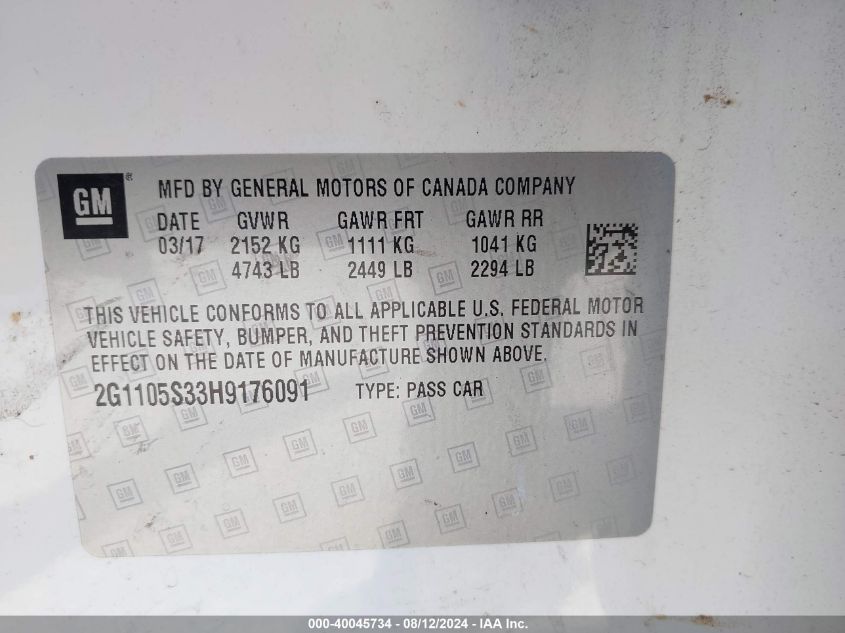 GM ® MFD BY GENERAL MOTORS OF CANADA COMPANY
DATE GVWR GAWR FRT GAWR RR
03/17 2152 KG 1111 KG 1041 KG
4743 LB 2449 LB 2294 LB
THIS VEHICLE CONFORMS TO ALL APPLICABLE U.S. FEDERAL MOTOR
VEHICLE SAFETY, BUMPER, AND THEFT PREVENTION STANDARDS IN
EFFECT ON THE DATE OF MANUFACTURE SHOWN ABOVE.
2G1105S33H9176091 TYPE: PASS CAR
000-40045734 - 08/12/2024 - IAA Inc.